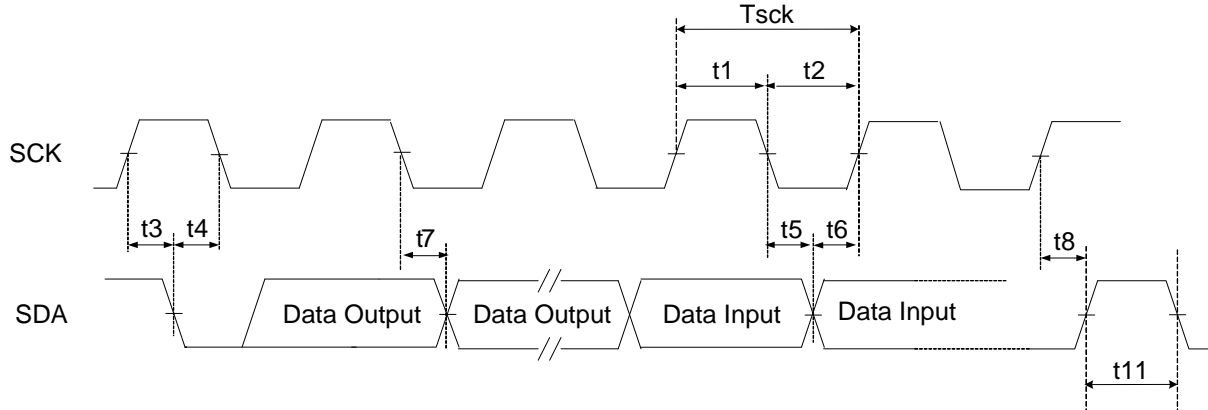 Tsck
t1 t2
SCK
t3 t4 t7 t5 t6 t8
SDA Data Output Data Output Data Input Data Input
t11